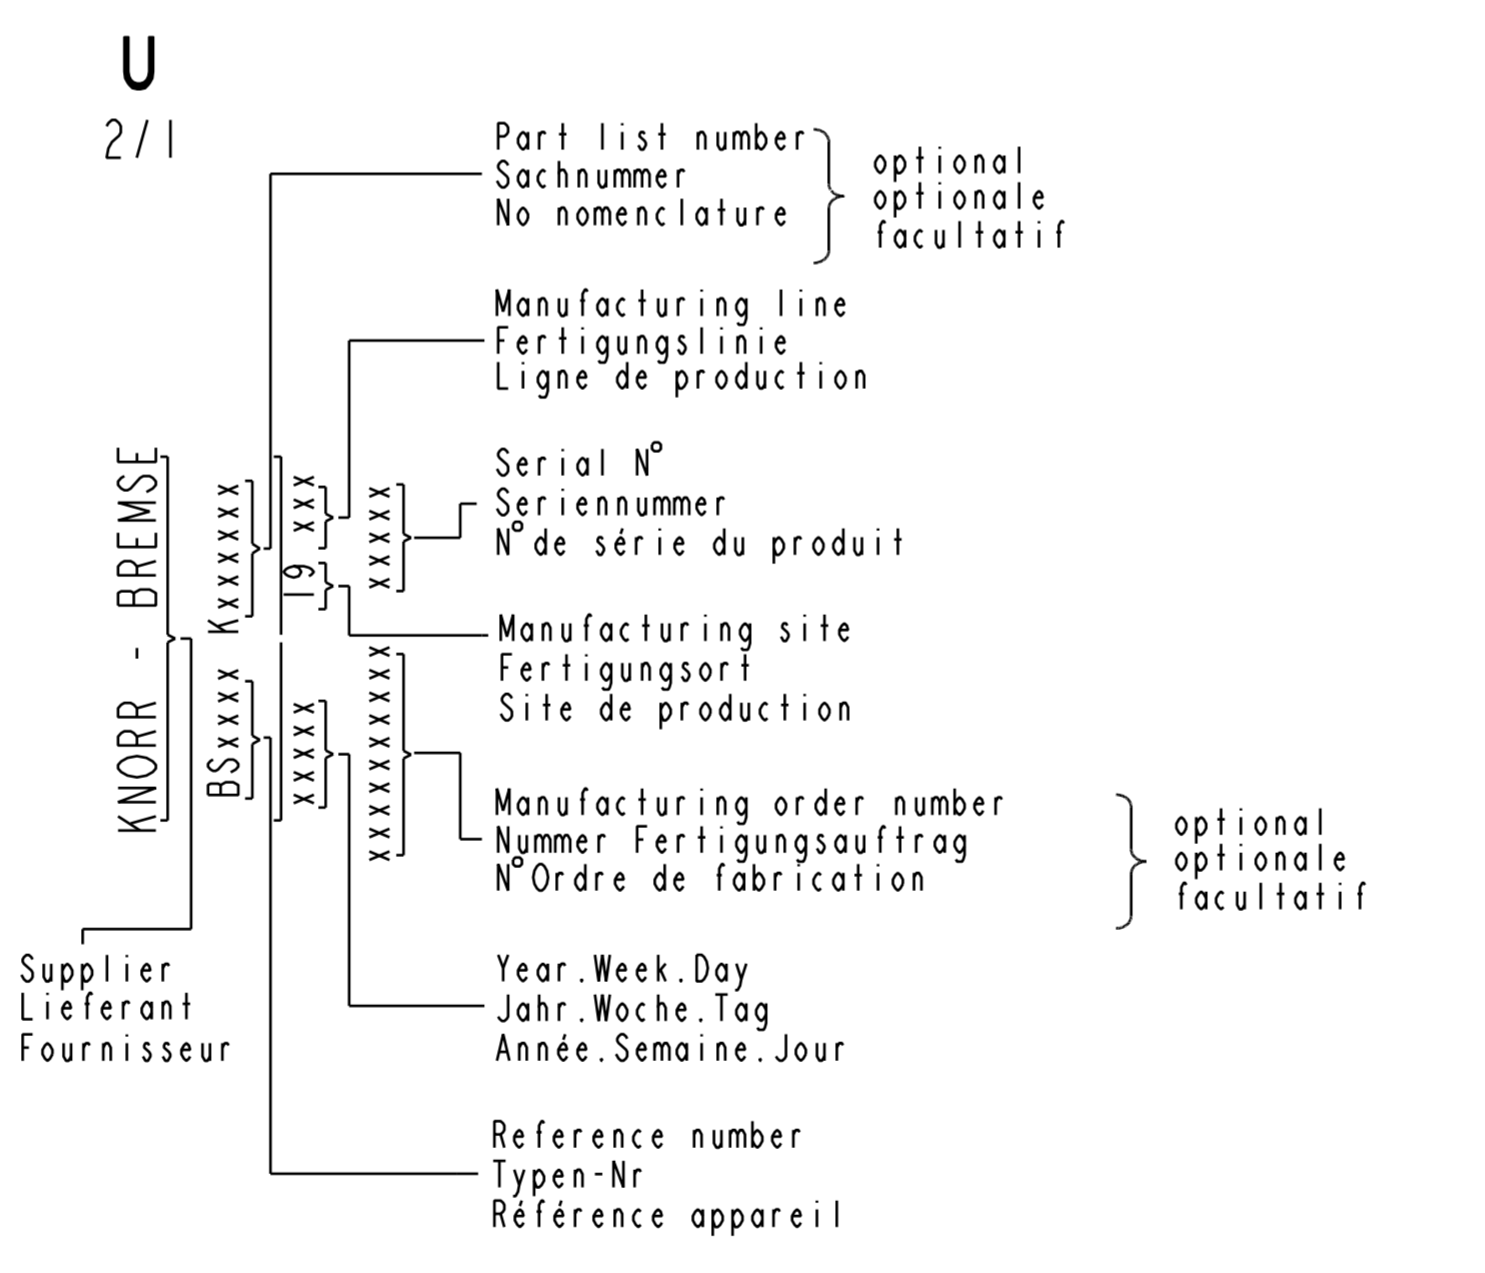 U
2/1
Part list number
Sachnummer
No nomenclature
optional
optionale
facultatif
Manufacturing line
Fertigungslinie
Ligne de production
Serial N°
Seriennummer
N°de série du produit
KNORR - BREMSE
BSxxxx Kxxxxxx
xxxxx 19 xxx
xxxxxxxxxx xxxxx
Manufacturing site
Fertigungsort
Site de production
Manufacturing order number
Nummer Fertigungsauftrag
N°Ordre de fabrication
optional
optionale
facultatif
Supplier
Lieferant
Fournisseur
Year.Week.Day
Jahr.Woche.Tag
Année.Semaine.Jour
Reference number
Typen-Nr
Référence appareil